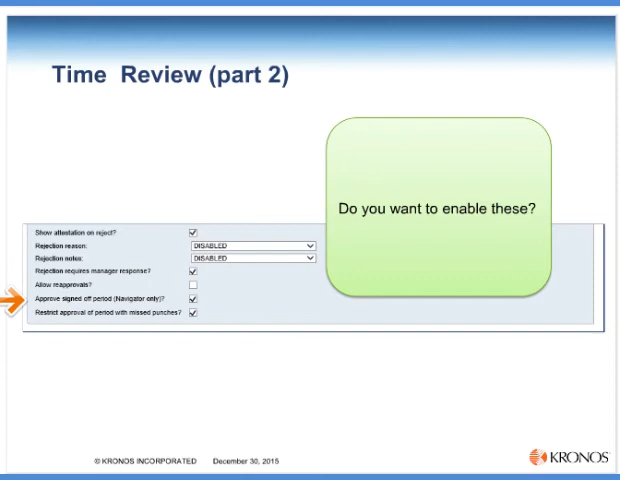 Time  Review (part 2)
Do you want to enable these?
Show attestation on reject?
Rejection reason: DISABLED
Rejection notes: DISABLED
Rejection requires manager response?
Allow reapprovals?
Approve signed off period (Navigator only)?
Restrict approval of period with missed punches?
© KRONOS INCORPORATED December 30, 2015
KRONOS